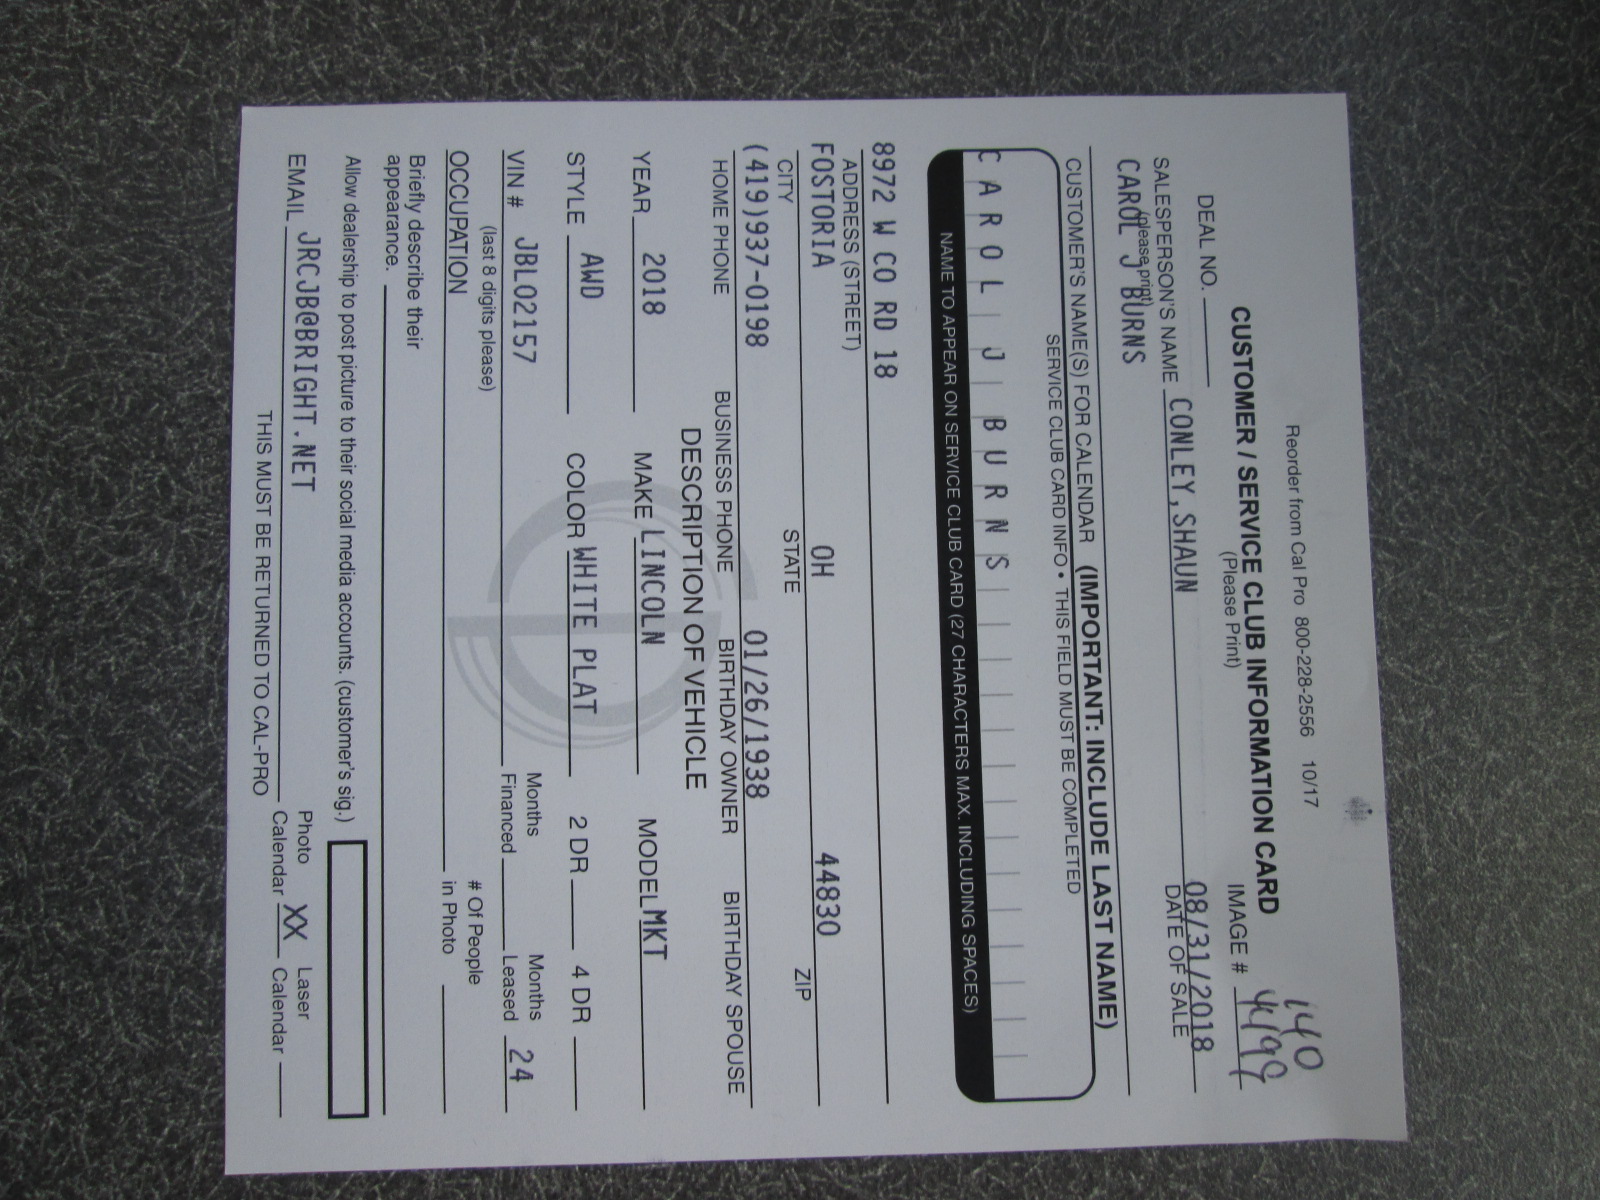 Reorder from Cal Pro 800-228-2556 10/17
140
CUSTOMER / SERVICE CLUB INFORMATION CARD
(Please Print)
IMAGE # 4199
DEAL NO.
08/31/2018
SALESPERSON'S NAME CONLEY,SHAUN DATE OF SALE
(please print)
CAROL J BURNS
CUSTOMER'S NAME(S) FOR CALENDAR (IMPORTANT: INCLUDE LAST NAME)
SERVICE CLUB CARD INFO • THIS FIELD MUST BE COMPLETED
CAROL J BURNS
NAME TO APPEAR ON SERVICE CLUB CARD (27 CHARACTERS MAX. INCLUDING SPACES)
8972 W CO RD 18
ADDRESS (STREET)
FOSTORIA OH 44830
CITY STATE ZIP
(419)937-0198 01/26/1938
HOME PHONE BUSINESS PHONE BIRTHDAY OWNER BIRTHDAY SPOUSE
DESCRIPTION OF VEHICLE
YEAR 2018 MAKE LINCOLN MODEL MKT
STYLE AWD COLOR WHITE PLAT 2 DR 4 DR
VIN # JBL02157 Months Financed Months Leased 24
(last 8 digits please)
OCCUPATION # Of People in Photo
Briefly describe their
appearance.
Allow dealership to post picture to their social media accounts. (customer's sig.)
EMAIL JRCJB@BRIGHT.NET Photo Calendar XX Laser Calendar
THIS MUST BE RETURNED TO CAL-PRO